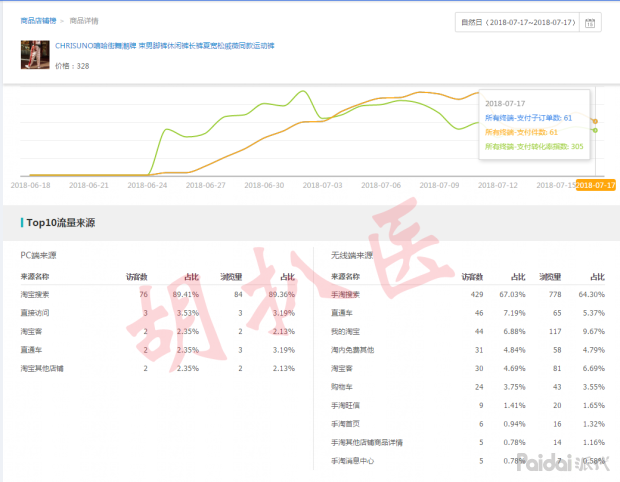 商品店铺榜 > 商品详情
自然日（2018-07-17~2018-07-17）
CHRISUNO嘻哈街舞潮牌 束男脚裤休闲裤长裤夏宽松威薇同款运动裤
价格：328
2018-07-17
所有终端-支付子订单数: 61
所有终端-支付件数: 61
所有终端-支付转化率指数: 305
2018-06-18 2018-06-21 2018-06-24 2018-06-27 2018-06-30 2018-07-03 2018-07-06 2018-07-09 2018-07-12 2018-07-15 2018-07-17
Top10流量来源
PC端来源
来源名称 访客数 占比 浏览量 占比
淘宝搜索 76 89.41% 84 89.36%
直接访问 3 3.53% 3 3.19%
淘宝客 2 2.35% 2 2.13%
直通车 2 2.35% 3 3.19%
淘宝其他店铺 2 2.35% 2 2.13%
无线端来源
来源名称 访客数 占比 浏览量 占比
手淘搜索 429 67.03% 778 64.30%
直通车 46 7.19% 65 5.37%
我的淘宝 44 6.88% 117 9.67%
淘内免费其他 31 4.84% 58 4.79%
淘宝客 30 4.69% 81 6.69%
购物车 24 3.75% 43 3.55%
手淘旺信 9 1.41% 20 1.65%
手淘首页 6 0.94% 16 1.32%
手淘其他店铺商品详情 5 0.78% 14 1.16%
手淘消息中心 5 0.78% 7 0.58%
胡扒医
Paidai派代